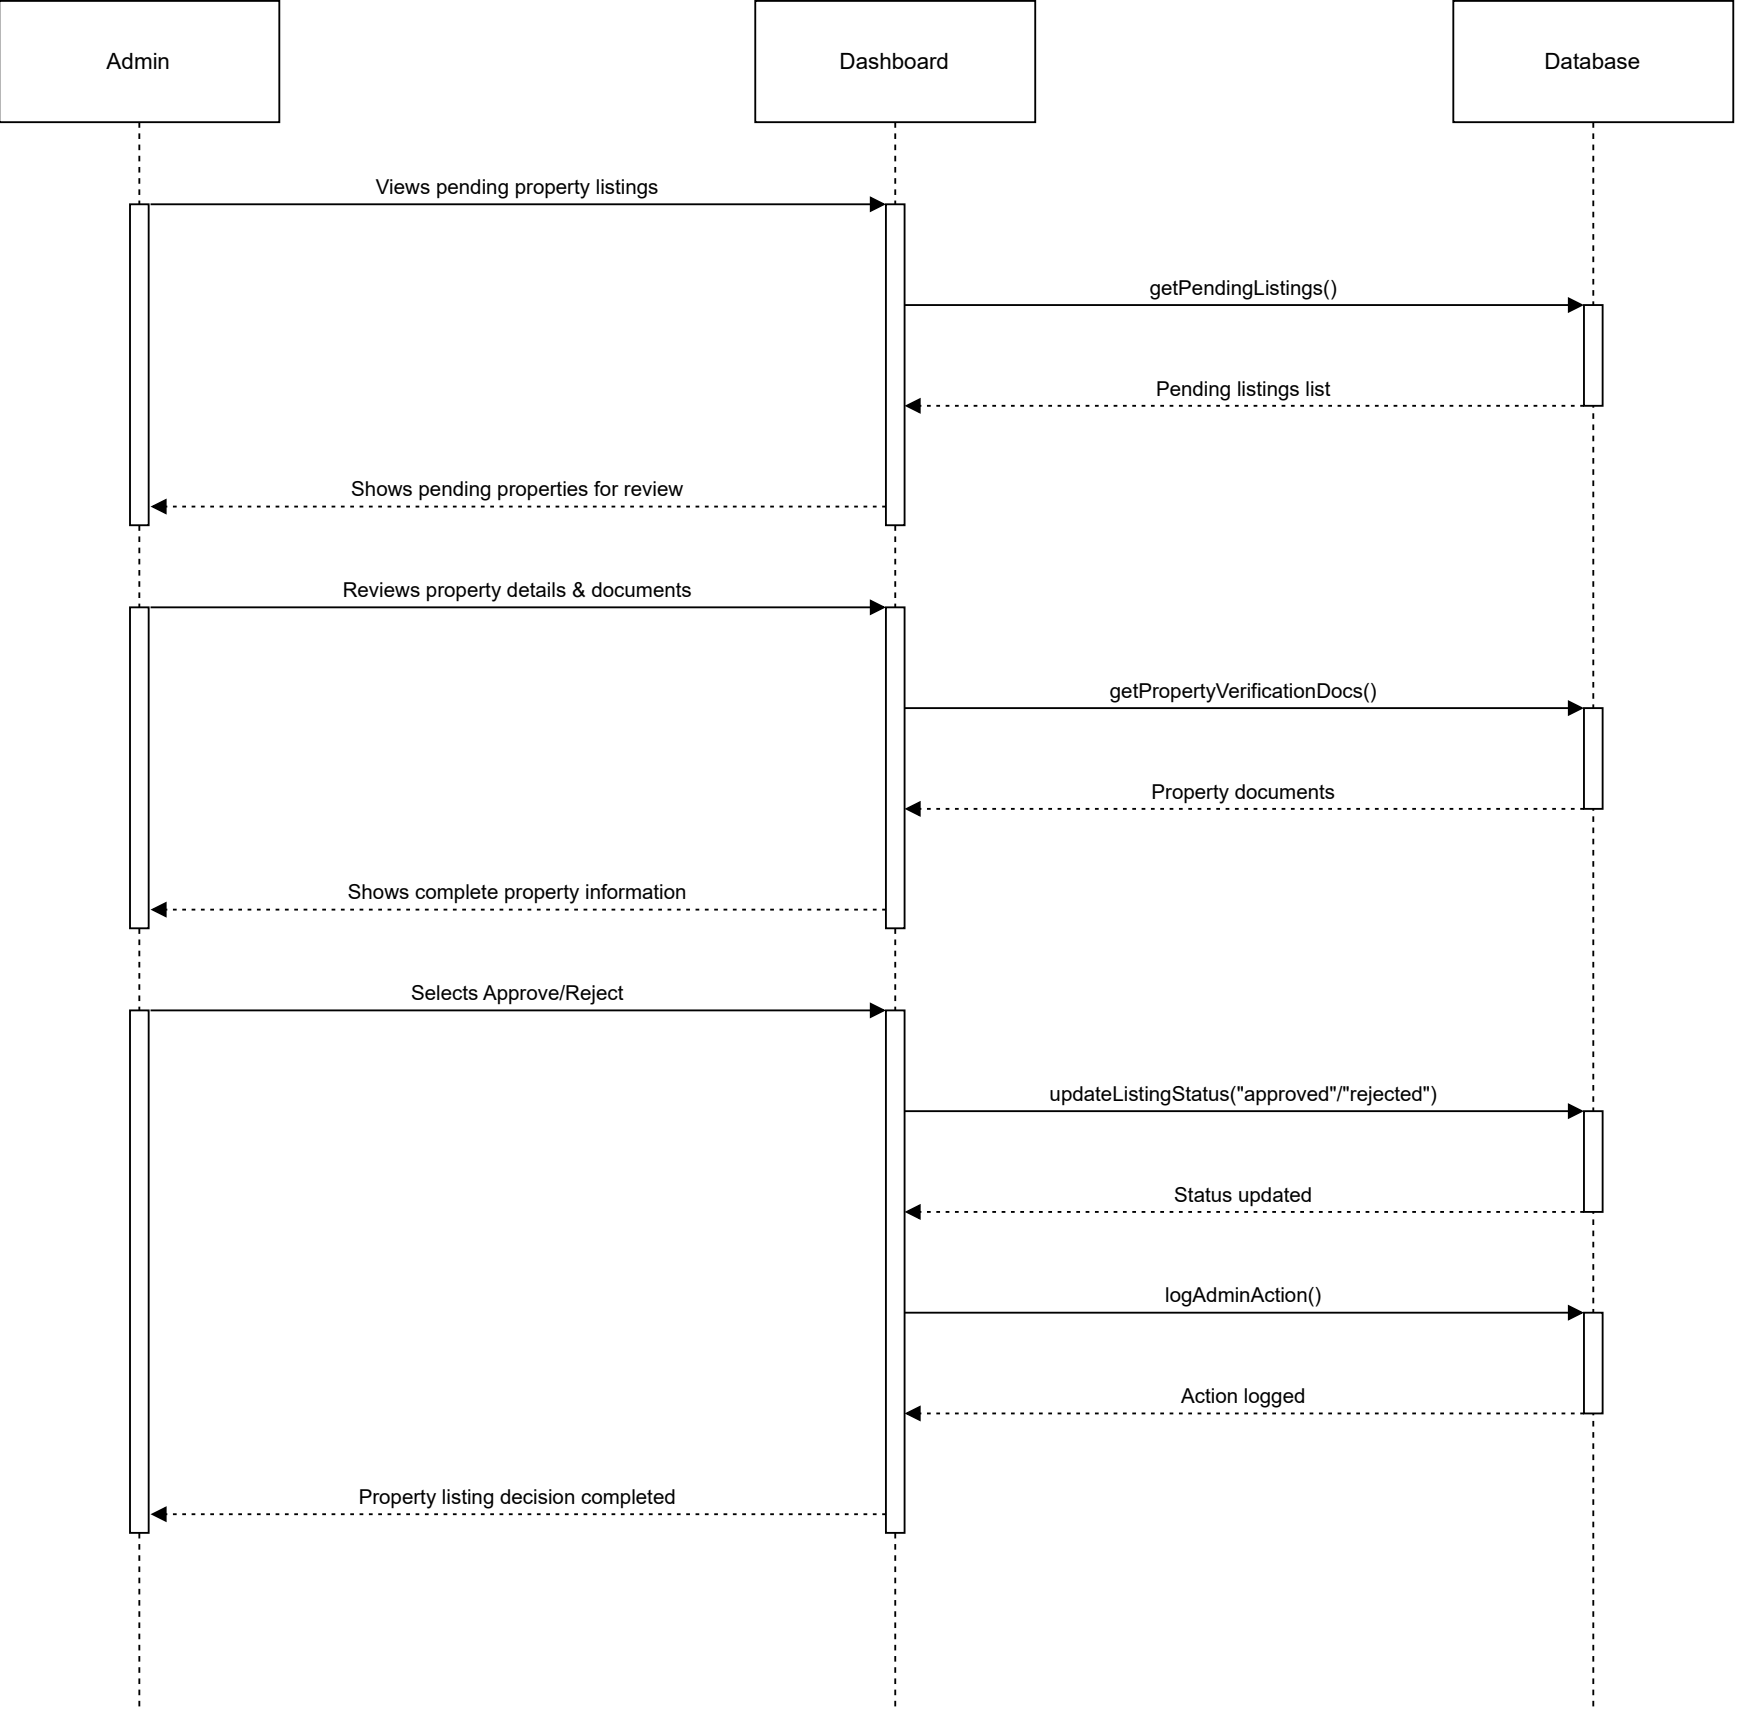 Admin
Dashboard
Database
Views pending property listings
getPendingListings()
Pending listings list
Shows pending properties for review
Reviews property details & documents
getPropertyVerificationDocs()
Property documents
Shows complete property information
Selects Approve/Reject
updateListingStatus("approved"/"rejected")
Status updated
logAdminAction()
Action logged
Property listing decision completed